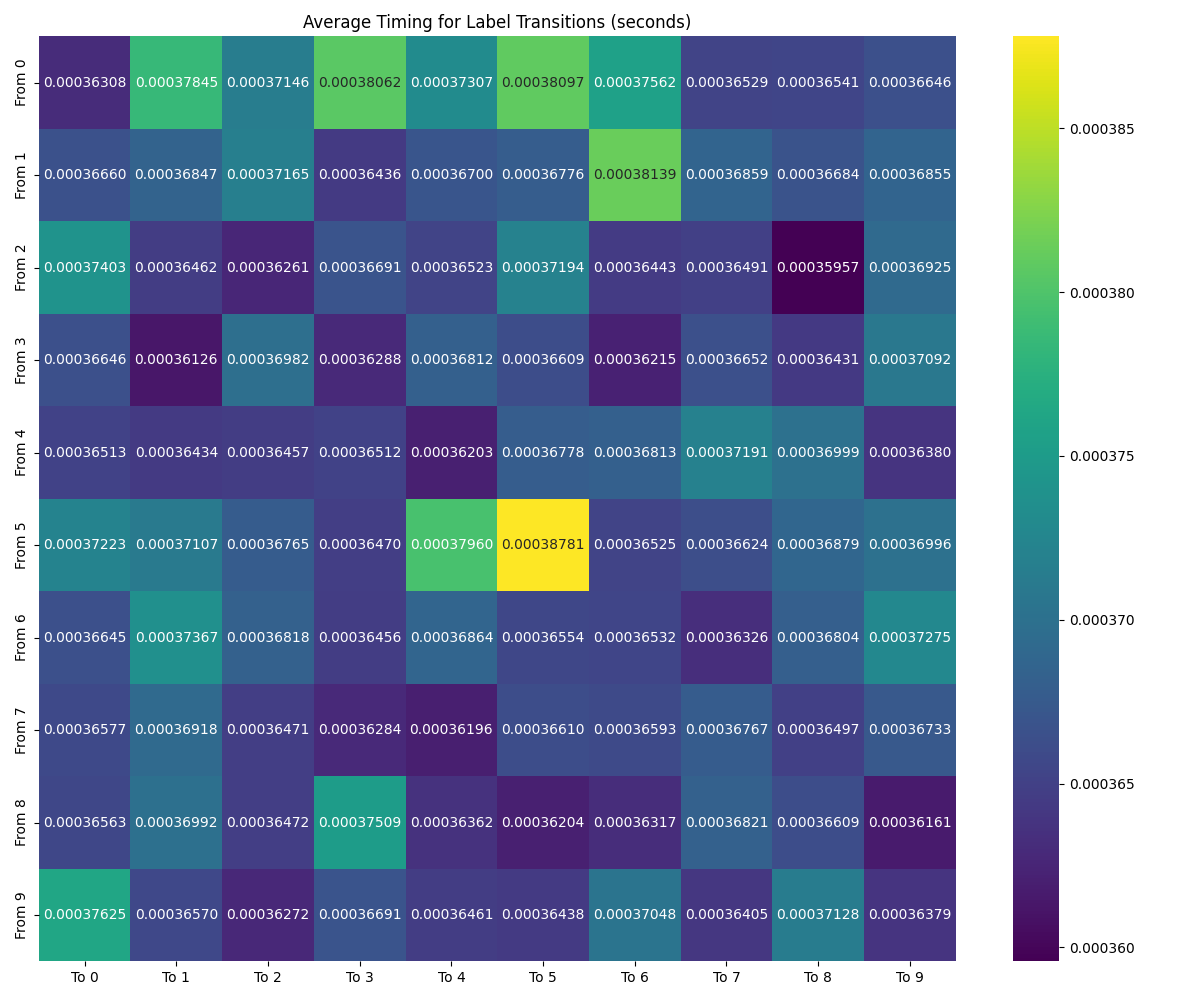 Average Timing for Label Transitions (seconds)
From 0 0.00036308 0.00037845 0.00037146 0.00038062 0.00037307 0.00038097 0.00037562 0.00036529 0.00036541 0.00036646
From 1 0.00036660 0.00036847 0.00037165 0.00036436 0.00036700 0.00036776 0.00038139 0.00036859 0.00036684 0.00036855
From 2 0.00037403 0.00036462 0.00036261 0.00036691 0.00036523 0.00037194 0.00036443 0.00036491 0.00035957 0.00036925
From 3 0.00036646 0.00036126 0.00036982 0.00036288 0.00036812 0.00036609 0.00036215 0.00036652 0.00036431 0.00037092
From 4 0.00036513 0.00036434 0.00036457 0.00036512 0.00036203 0.00036778 0.00036813 0.00037191 0.00036999 0.00036380
From 5 0.00037223 0.00037107 0.00036765 0.00036470 0.00037960 0.00038781 0.00036525 0.00036624 0.00036879 0.00036996
From 6 0.00036645 0.00037367 0.00036818 0.00036456 0.00036864 0.00036554 0.00036532 0.00036326 0.00036804 0.00037275
From 7 0.00036577 0.00036918 0.00036471 0.00036284 0.00036196 0.00036610 0.00036593 0.00036767 0.00036497 0.00036733
From 8 0.00036563 0.00036992 0.00036472 0.00037509 0.00036362 0.00036204 0.00036317 0.00036821 0.00036609 0.00036161
From 9 0.00037625 0.00036570 0.00036272 0.00036691 0.00036461 0.00036438 0.00037048 0.00036405 0.00037128 0.00036379
To 0 To 1 To 2 To 3 To 4 To 5 To 6 To 7 To 8 To 9
0.000385
0.000380
0.000375
0.000370
0.000365
0.000360